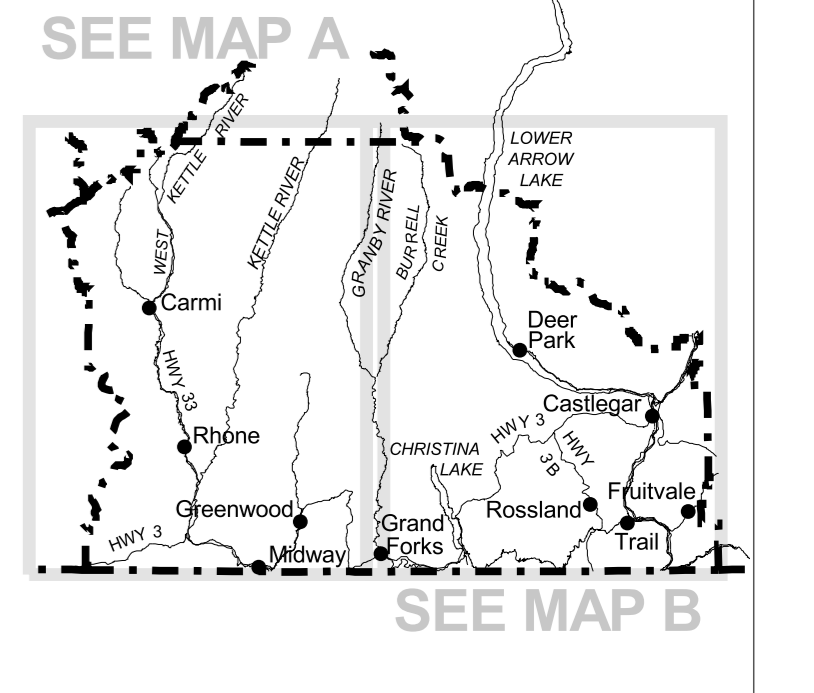 SEE MAP A
KETTLE RIVER
WEST
KETTLE RIVER
GRANBY RIVER
BURRELL
CREEK
LOWER
ARROW
LAKE
Carmi
Deer
Park
HWY 33
Castlegar
HWY 3
HWY
3B
Rhone
CHRISTINA
LAKE
Greenwood
Rossland
Fruitvale
Grand
Forks
Trail
HWY 3
Midway
SEE MAP B